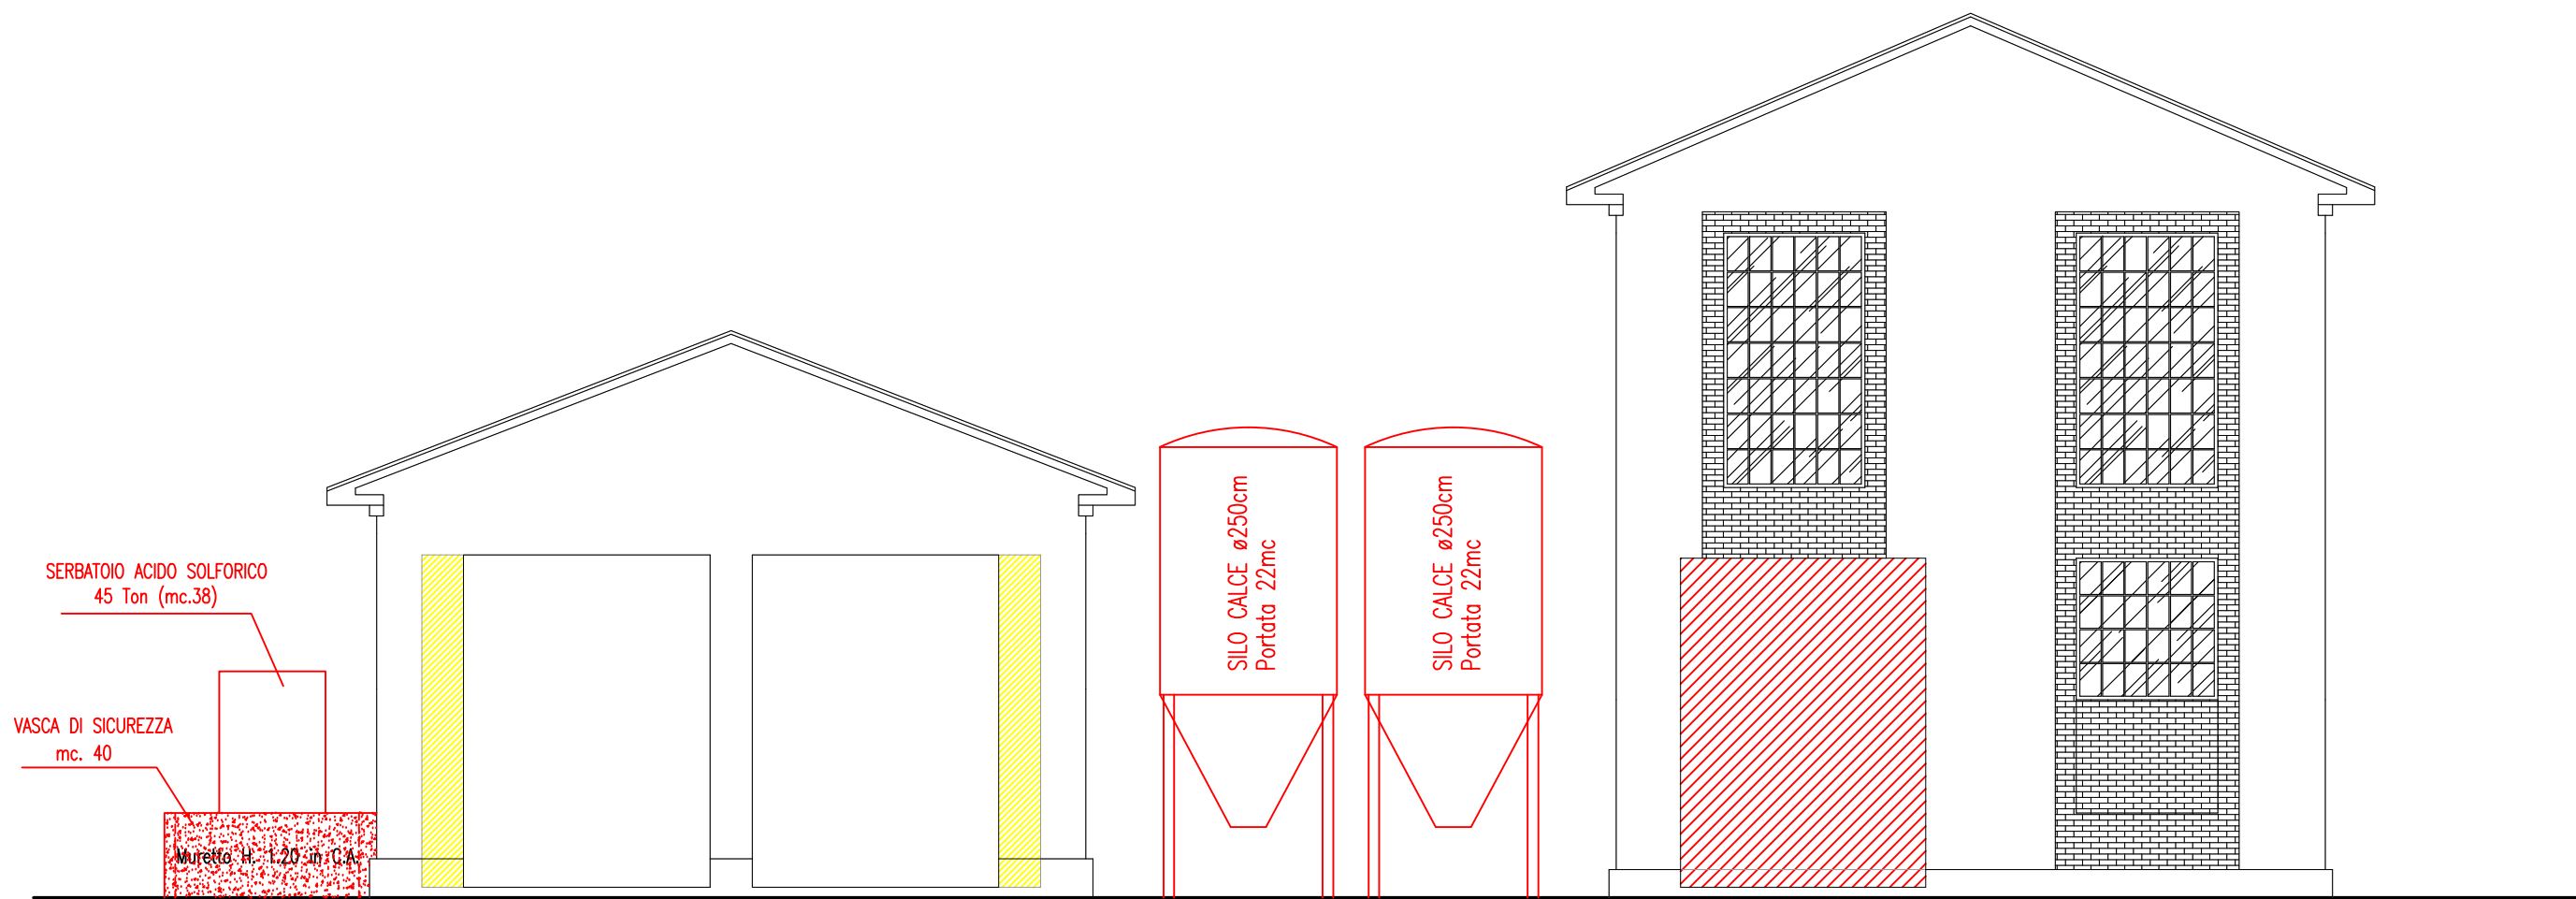 SERBATOIO ACIDO SOLFORICO
45 Ton (mc.38)
VASCA DI SICUREZZA
mc. 40
Muretto H. 1.20 in C.A.
SILO CALCE ø250cm
Portata 22mc
SILO CALCE ø250cm
Portata 22mc